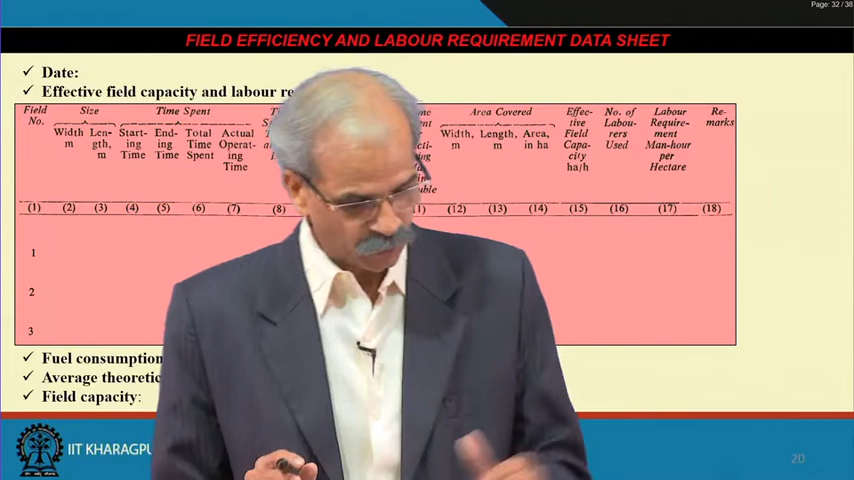 Page: 32 / 38
FIELD EFFICIENCY AND LABOUR REQUIREMENT DATA SHEET
✓ Date:
✓ Effective field capacity and labour
Field No. Size Time Spent Area Covered Effective Field Capacity ha/h No. of Labourers Used Labour Requirement Man-hour per Hectare Remarks
Width m Length, m Starting Time Ending Time Total Time Spent Actual Operating Time Width, m Length, m Area, in ha
(1) (2) (3) (4) (5) (6) (7) (8) (12) (13) (14) (15) (16) (17) (18)
1
2
3
✓ Fuel consumption
✓ Average
✓ Field capacity:
IIT
20